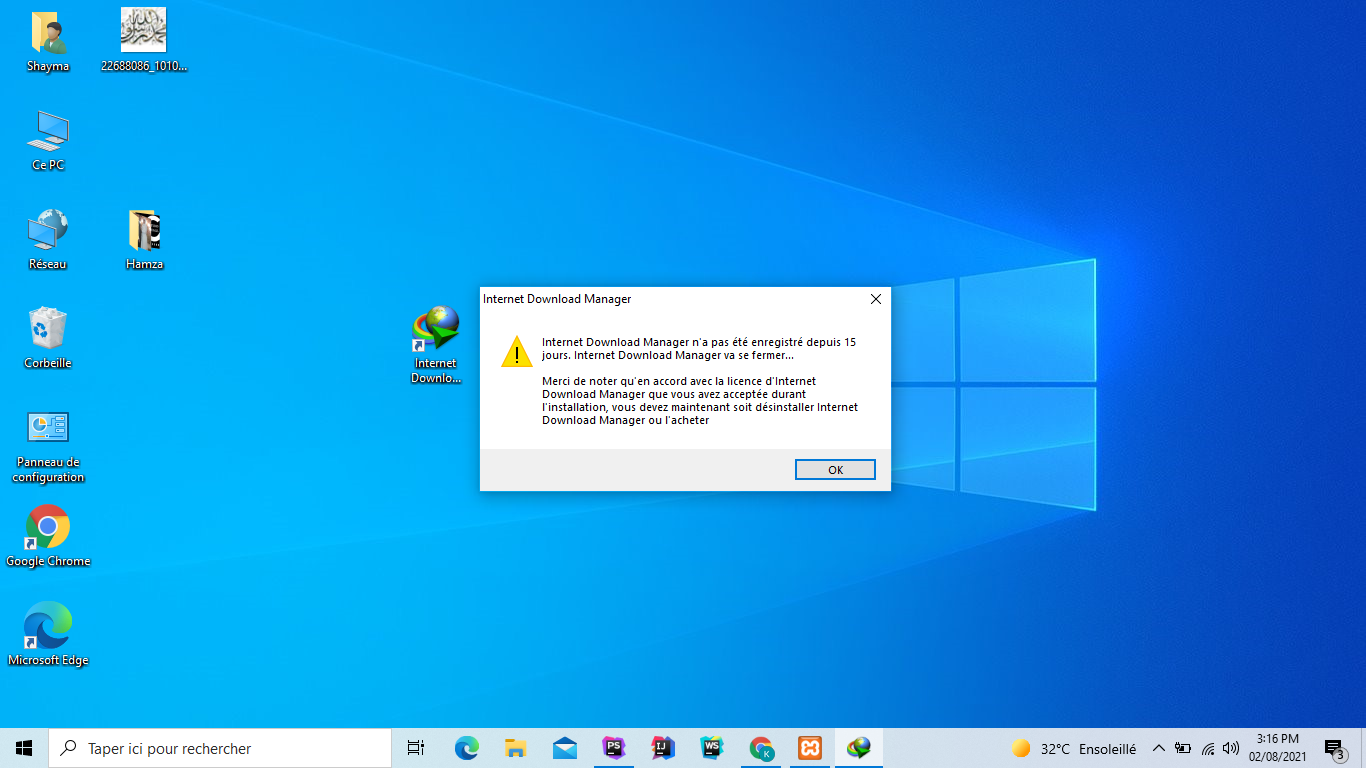 Shayma
22688086_1010...
Ce PC
Réseau
Hamza
Corbeille
Internet
Downlo...
Panneau de
configuration
Google Chrome
Microsoft Edge
Internet Download Manager
Internet Download Manager n'a pas été enregistré depuis 15
jours. Internet Download Manager va se fermer...
Merci de noter qu'en accord avec la licence d'Internet
Download Manager que vous avez acceptée durant
l'installation, vous devez maintenant soit désinstaller Internet
Download Manager ou l'acheter
OK
Taper ici pour rechercher
PS
IJ
WS
K
32°C Ensoleillé
3:16 PM
02/08/2021
3